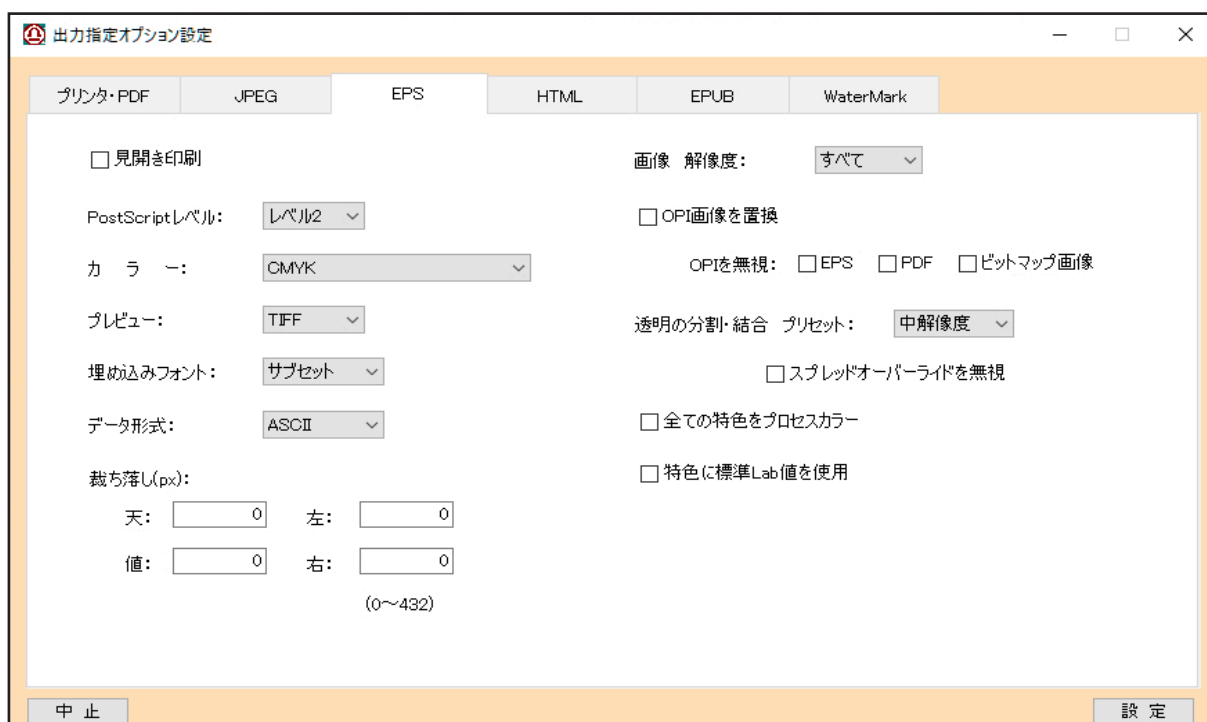 出力指定オプション設定
プリンタ・PDF JPEG EPS HTML EPUB WaterMark
見開き印刷
PostScriptレベル： レベル2
カ ラ ー： CMYK
プレビュー： TIFF
埋め込みフォント： サブセット
データ形式： ASCII
裁ち落し(px)：
天： 0 左： 0
値： 0 右： 0
(0～432)
画像 解像度： すべて
OPI画像を置換
OPIを無視： EPS PDF ビットマップ画像
透明の分割・結合 プリセット： 中解像度
スプレッドオーバーライドを無視
全ての特色をプロセスカラー
特色に標準Lab値を使用
中 止 設 定